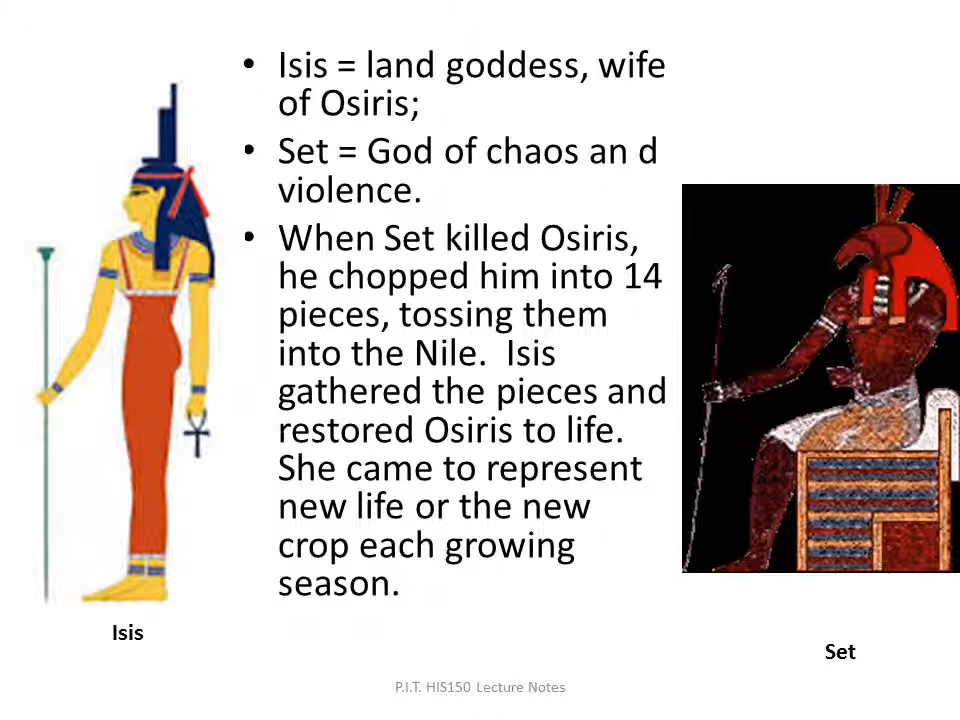 • Isis = land goddess, wife
of Osiris;
• Set = God of chaos an d
violence.
• When Set killed Osiris,
he chopped him into 14
pieces, tossing them
into the Nile.  Isis
gathered the pieces and
restored Osiris to life.
She came to represent
new life or the new
crop each growing
season.
Isis
Set
P.I.T. HIS150 Lecture Notes